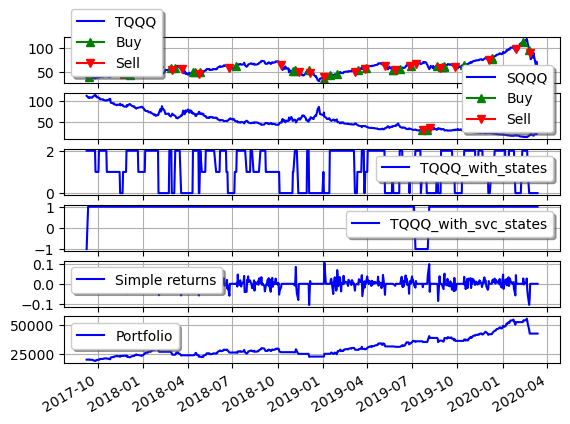 TQQQ
Buy
Sell
100
50
SQQQ
Buy
Sell
100
50
2
0
TQQQ_with_states
1
0
−1
TQQQ_with_svc_states
0.1
0.0
−0.1
Simple returns
50000
25000
Portfolio
2017-10
2018-01
2018-04
2018-07
2018-10
2019-01
2019-04
2019-07
2019-10
2020-01
2020-04